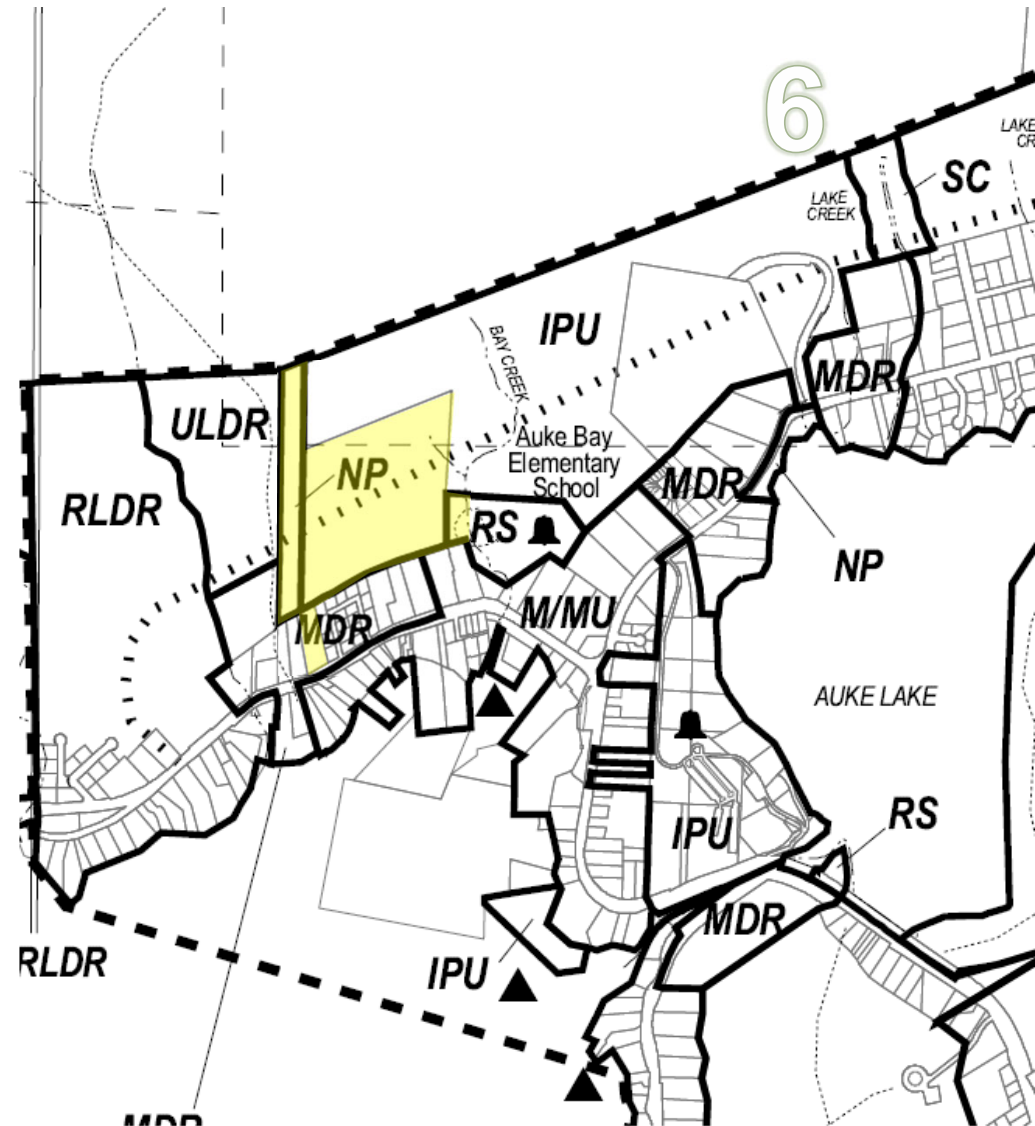 6
LAKE
SC
LAKE
CREEK
IPU
BAY CREEK
MDR
ULDR
Auke Bay
Elementary
School
NP
MDR
RLDR
RS
NP
M/MU
MDR
AUKE LAKE
RS
IPU
MDR
RLDR
IPU
MDR